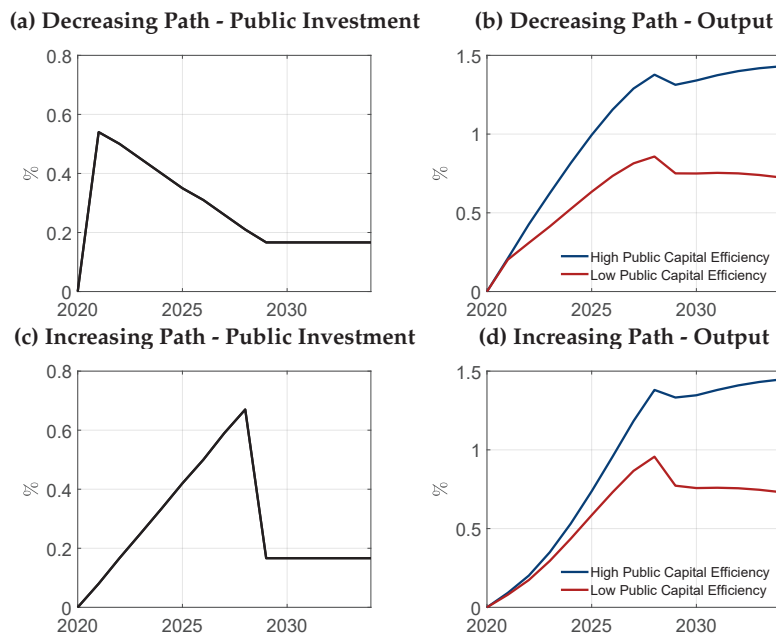 (a) Decreasing Path - Public Investment
0.8
0.6
0.4
0.2
0
%
2020 2025 2030
(b) Decreasing Path - Output
1.5
1
0.5
0
%
High Public Capital Efficiency
Low Public Capital Efficiency
2020 2025 2030
(c) Increasing Path - Public Investment
0.8
0.6
0.4
0.2
0
%
2020 2025 2030
(d) Increasing Path - Output
1.5
1
0.5
0
%
High Public Capital Efficiency
Low Public Capital Efficiency
2020 2025 2030